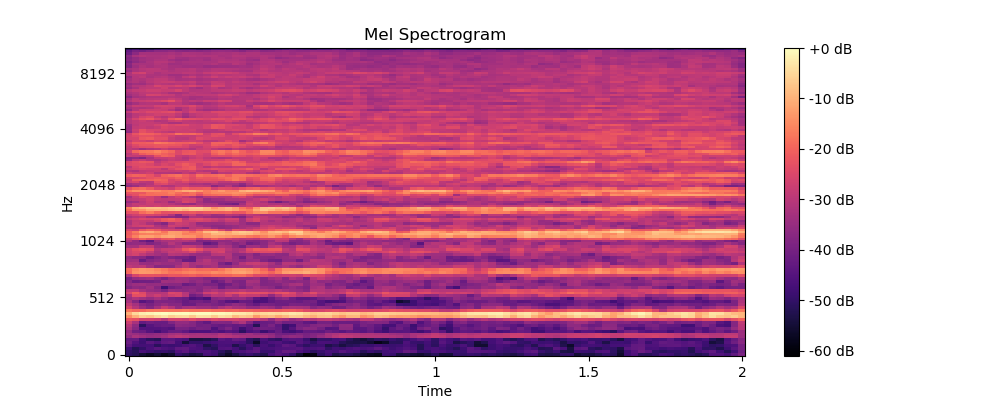 Mel Spectrogram
Hz
8192
4096
2048
1024
512
0
0 0.5 1 1.5 2
Time
+0 dB
-10 dB
-20 dB
-30 dB
-40 dB
-50 dB
-60 dB